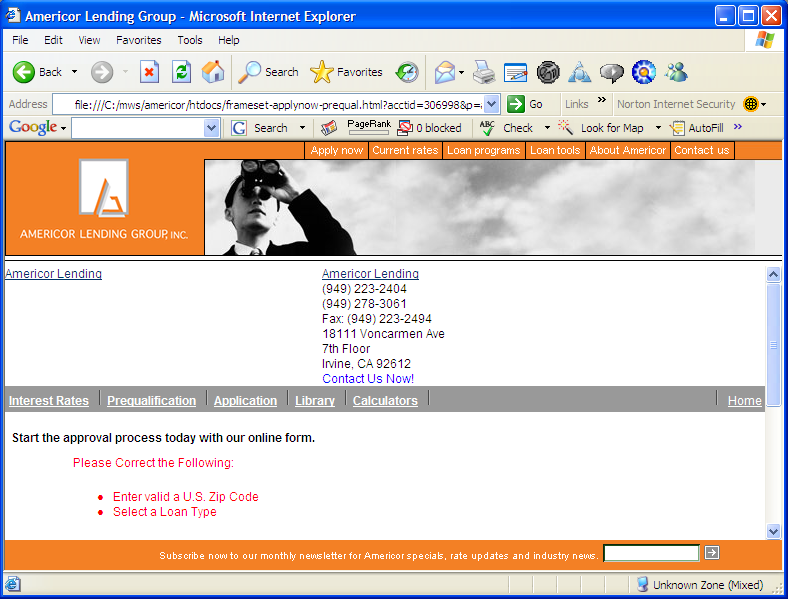 Americor Lending Group - Microsoft Internet Explorer
File Edit View Favorites Tools Help
Back Search Favorites
Address file:///C:/mws/americor/htdocs/frameset-applynow-prequal.html?acctid=306998&p= Go Links » Norton Internet Security
Google G Search PageRank 0 blocked ABC Check Look for Map AutoFill »
Apply now Current rates Loan programs Loan tools About Americor Contact us
AMERICOR LENDING GROUP, INC.
Americor Lending
Americor Lending
(949) 223-2404
(949) 278-3061
Fax: (949) 223-2494
18111 Voncarmen Ave
7th Floor
Irvine, CA 92612
Contact Us Now!
Interest Rates Prequalification Application Library Calculators Home
Start the approval process today with our online form.
Please Correct the Following:
• Enter valid a U.S. Zip Code
• Select a Loan Type
Subscribe now to our monthly newsletter for Americor specials, rate updates and industry news.
Unknown Zone (Mixed)